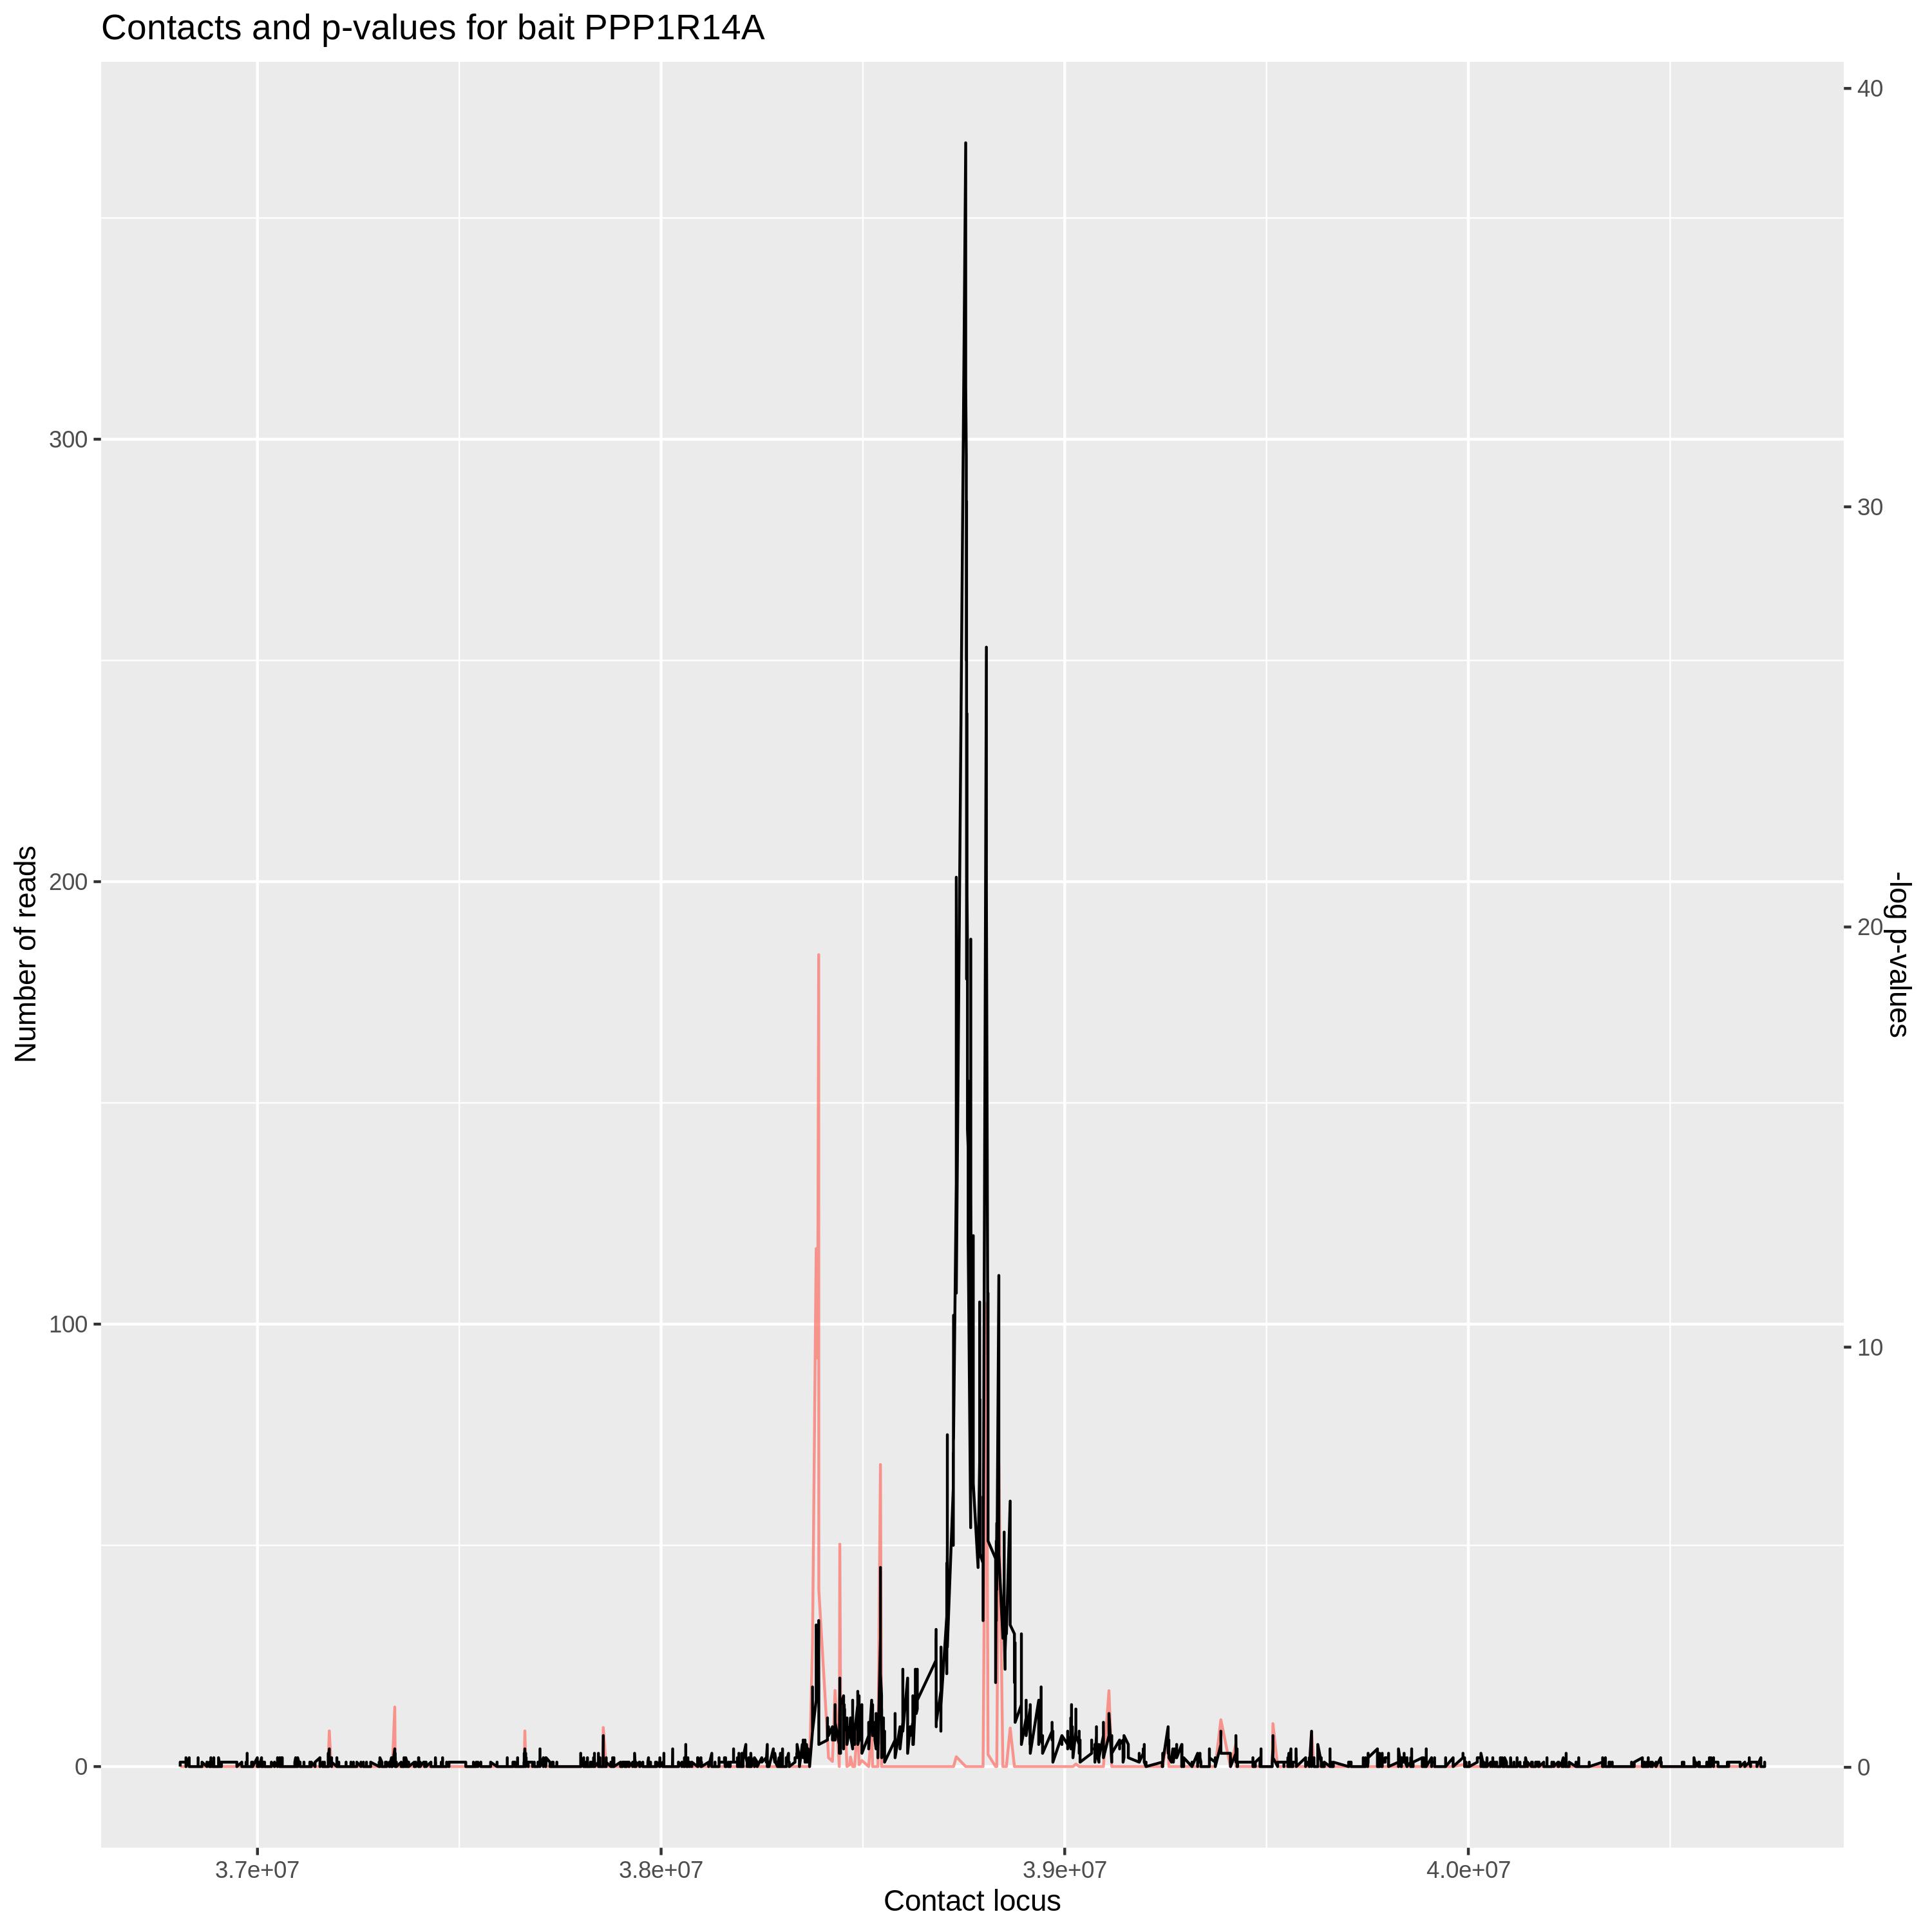 Contacts and p-values for bait PPP1R14A
40
300
30
200
20
100
10
0
0
Number of reads
-log p-values
3.7e+07
3.8e+07
3.9e+07
4.0e+07
Contact locus